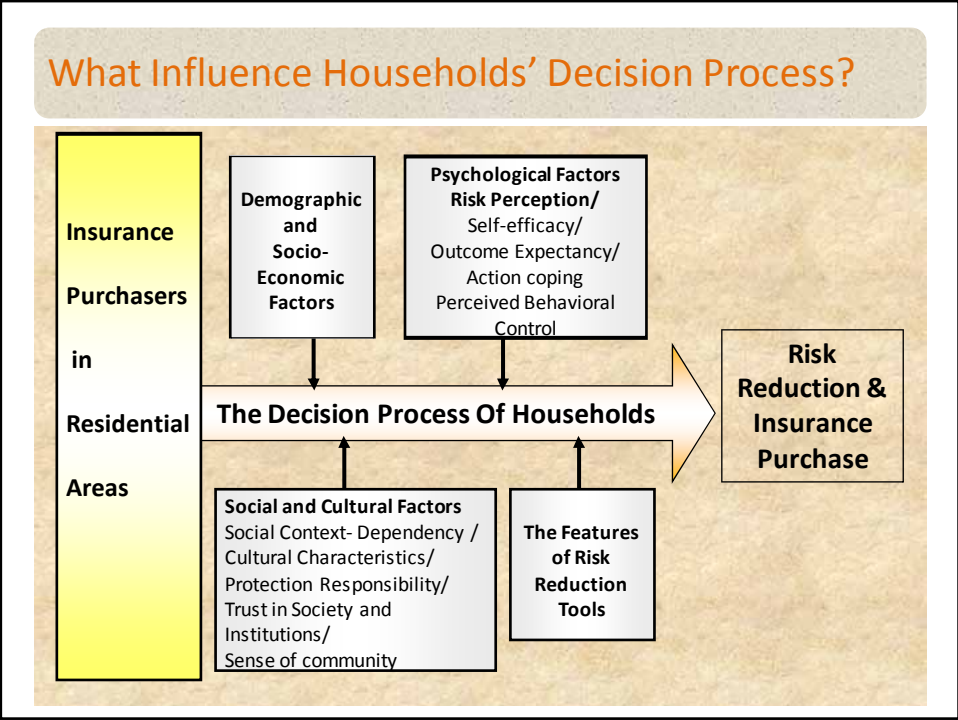 What Influence Households’ Decision Process?
Insurance
Purchasers
in
Residential
Areas
Demographic
and
Socio-
Economic
Factors
Psychological Factors
Risk Perception/
Self-efficacy/
Outcome Expectancy/
Action coping
Perceived Behavioral
Control
The Decision Process Of Households
Risk
Reduction &
Insurance
Purchase
Social and Cultural Factors
Social Context- Dependency /
Cultural Characteristics/
Protection Responsibility/
Trust in Society and
Institutions/
Sense of community
The Features
of Risk
Reduction
Tools